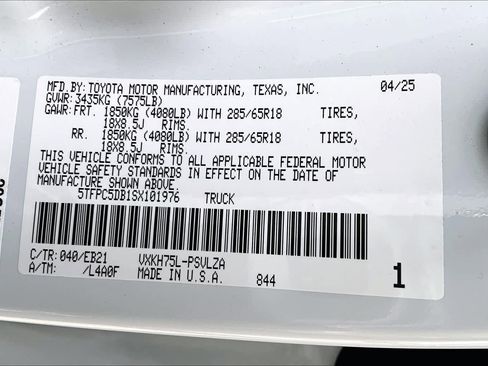 MFD.BY: TOYOTA MOTOR MANUFACTURING, TEXAS, INC. 04/25
GVWR: 3435KG (7575LB)
GAWR:FRT. 1850KG (4080LB) WITH 285/65R18 TIRES,
18X8.5J RIMS.
RR. 1850KG (4080LB) WITH 285/65R18 TIRES,
18X8.5J RIMS.
THIS VEHICLE CONFORMS TO ALL APPLICABLE FEDERAL MOTOR
VEHICLE SAFETY STANDARDS IN EFFECT ON THE DATE OF
MANUFACTURE SHOWN ABOVE.
5TFPC5DB1SX101976 TRUCK
C/TR: 040/EB21 VXKH75L-PSVLZA
A/TM: /L4A0F MADE IN U.S.A. 844 1